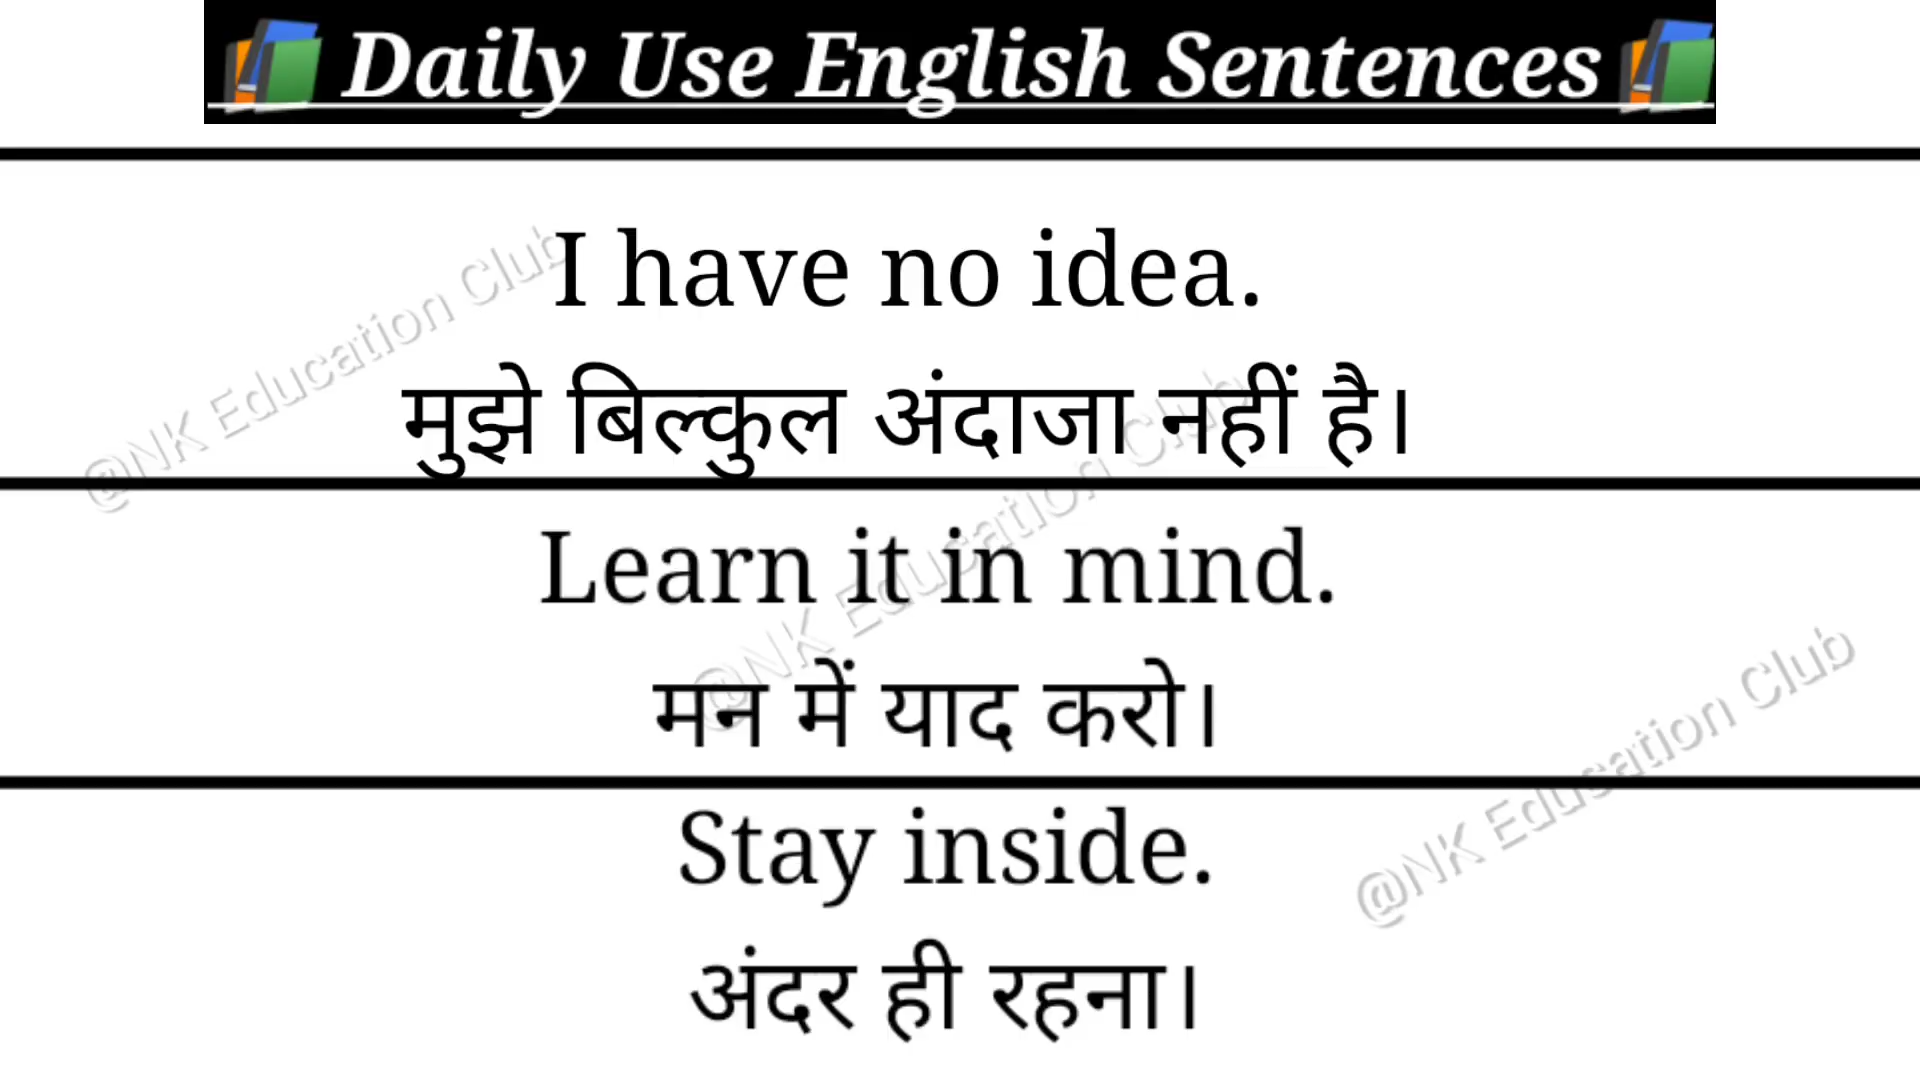 📚 Daily Use English Sentences 📚
I have no idea.
मुझे बिल्कुल अंदाजा नहीं है।
Learn it in mind.
मन में याद करो।
Stay inside.
अंदर ही रहना।
@NK Education Club
@NK Education Club
@NK Education Club